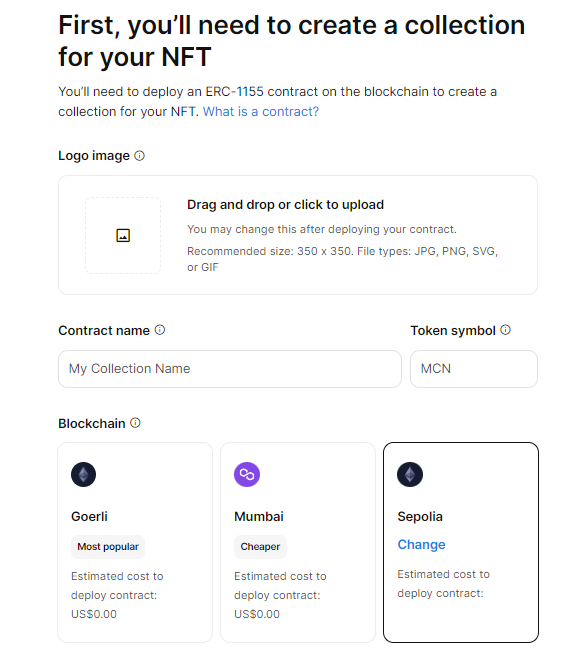 First, you’ll need to create a collection
for your NFT
You’ll need to deploy an ERC-1155 contract on the blockchain to create a
collection for your NFT. What is a contract?
Logo image
Drag and drop or click to upload
You may change this after deploying your contract.
Recommended size: 350 x 350. File types: JPG, PNG, SVG,
or GIF
Contract name
Token symbol
My Collection Name
MCN
Blockchain
Goerli
Most popular
Estimated cost to
deploy contract:
US$0.00
Mumbai
Cheaper
Estimated cost to
deploy contract:
US$0.00
Sepolia
Change
Estimated cost to
deploy contract: